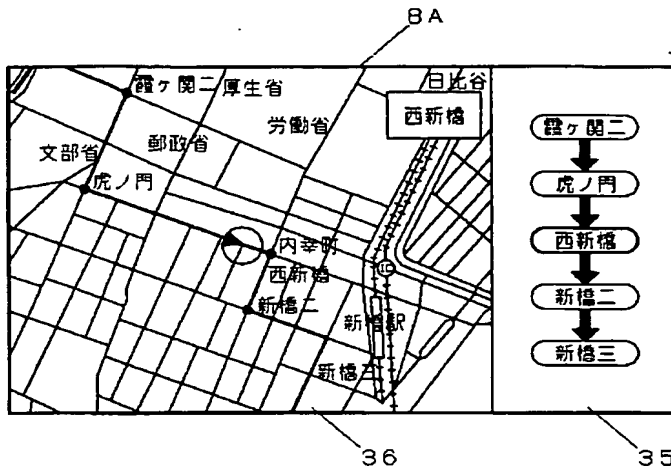 8A
霞ヶ関二
厚生省
日比谷
労働省
西新橋
文部省
郵政省
虎ノ門
内幸町
西新橋
新橋二
新橋駅
新橋三
霞ヶ関二
虎ノ門
西新橋
新橋二
新橋三
36
35